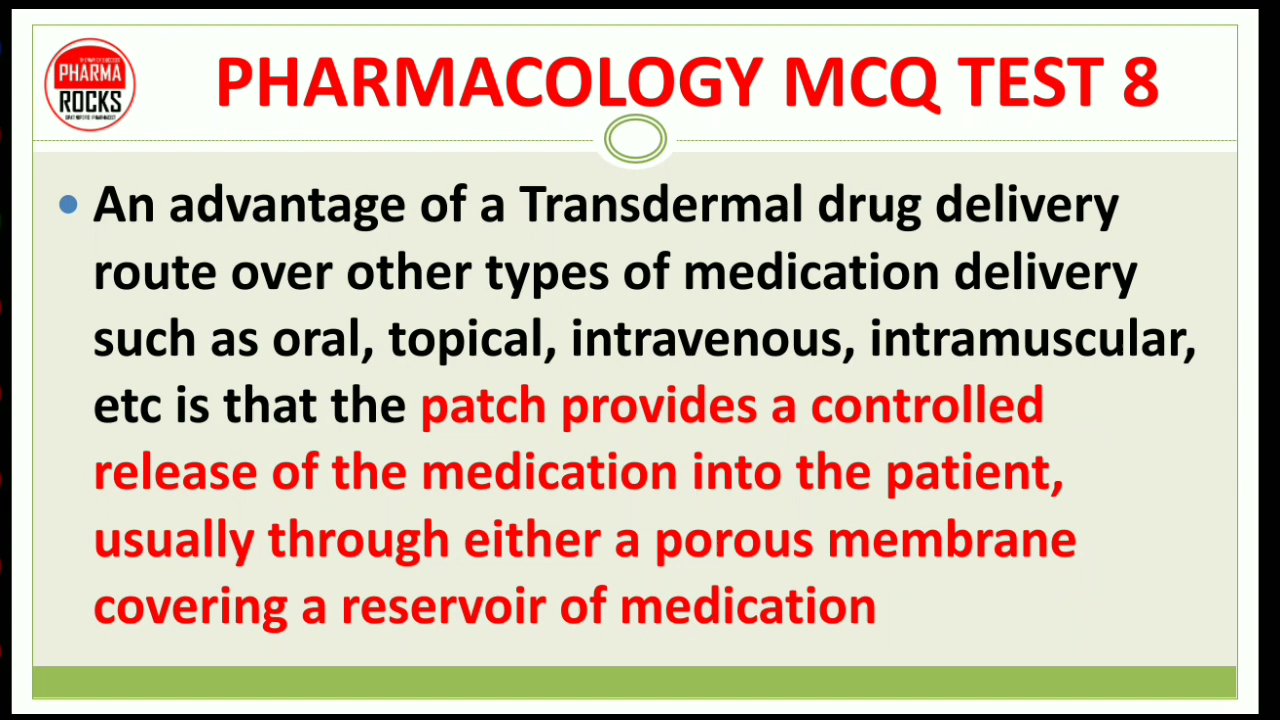 PHARMA
ROCKS
PHARMACOLOGY MCQ TEST 8
• An advantage of a Transdermal drug delivery
route over other types of medication delivery
such as oral, topical, intravenous, intramuscular,
etc is that the patch provides a controlled
release of the medication into the patient,
usually through either a porous membrane
covering a reservoir of medication